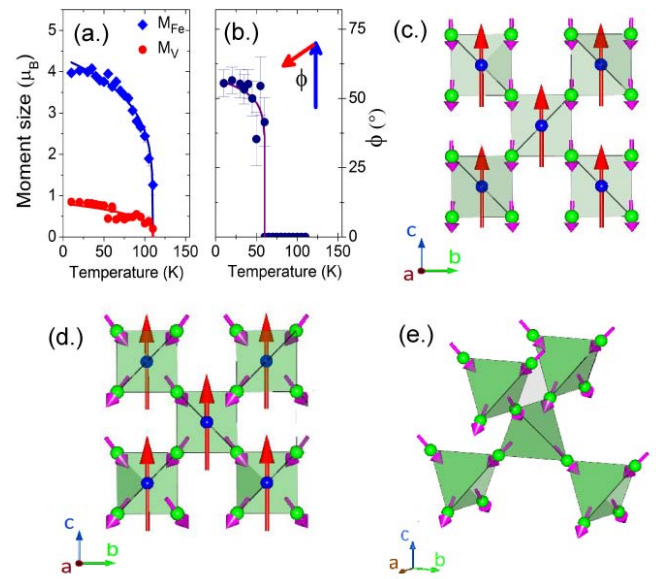 (a.)
M_Fe
M_V
Moment size (μ_B)
5
4
3
2
1
0
0 50 100 150
Temperature (K)
(b.)
ϕ
75
50
25
0
ϕ (°)
0 50 100 150
Temperature (K)
(c.)
c
a
b
(d.)
c
a
b
(e.)
c
a
b